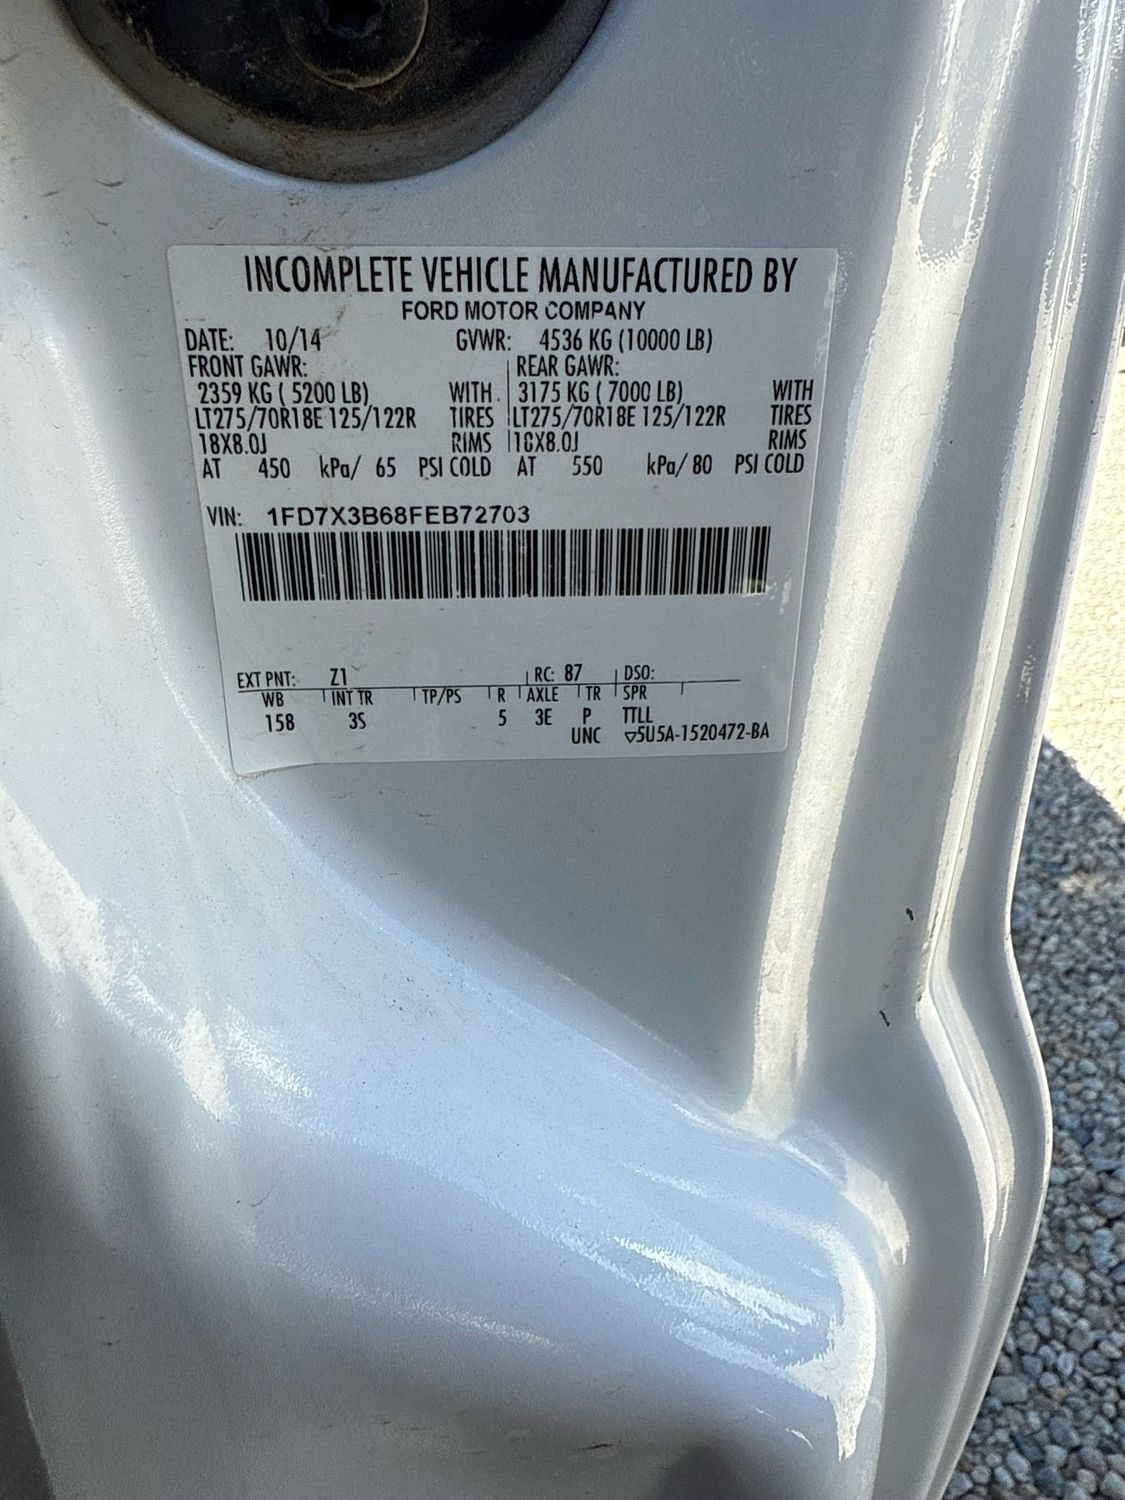 INCOMPLETE VEHICLE MANUFACTURED BY
FORD MOTOR COMPANY
DATE: 10/14 GVWR: 4536 KG (10000 LB)
FRONT GAWR: REAR GAWR:
2359 KG ( 5200 LB) WITH 3175 KG ( 7000 LB) WITH
LT275/70R18E 125/122R TIRES LT275/70R18E 125/122R TIRES
18X8.0J RIMS 18X8.0J RIMS
AT 450 kPa/ 65 PSI COLD AT 550 kPa/ 80 PSI COLD
VIN: 1FD7X3B68FEB72703
EXT PNT: Z1 RC: 87 DSO:
WB INT TR TP/PS R AXLE TR SPR
158 3S 5 3E P TTLL
UNC ▽5U5A-1520472-BA